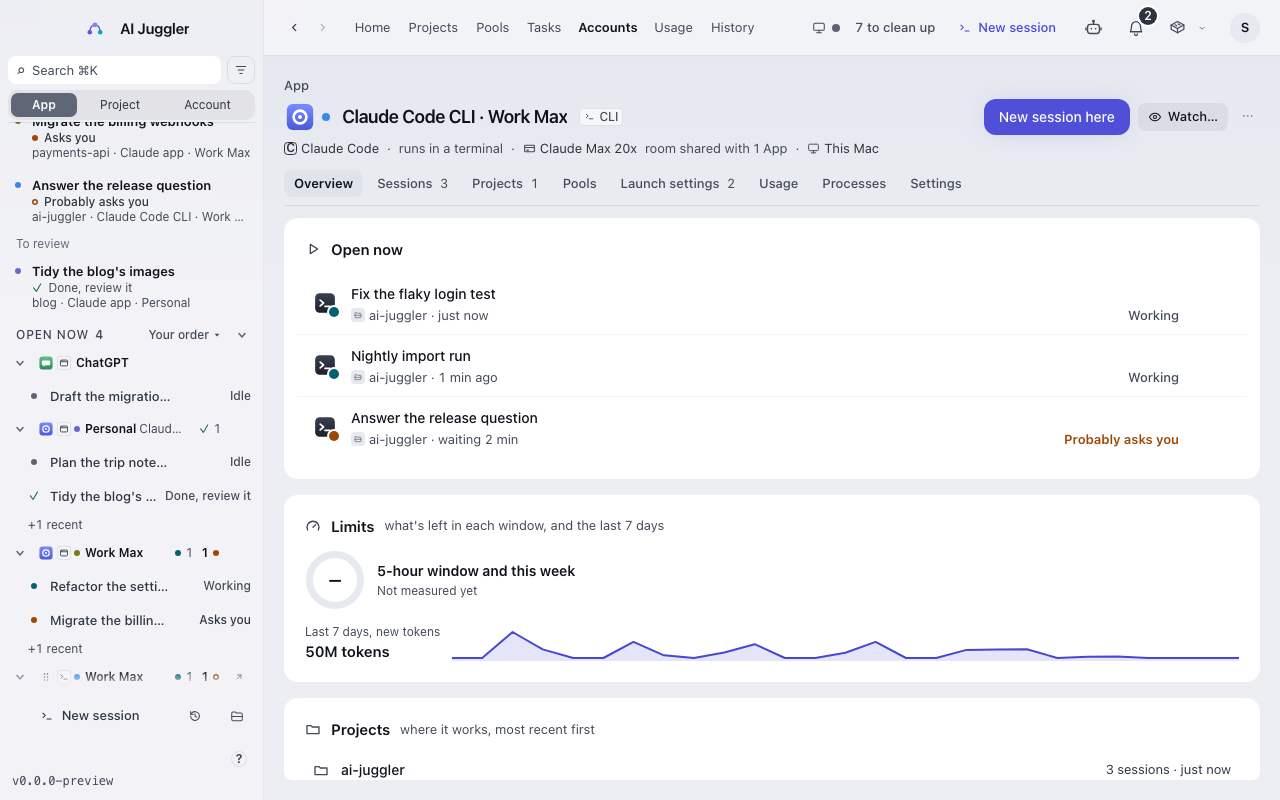 AI Juggler
Search ⌘K
App Project Account
Migrate the billing webhooks
Asks you
payments-api · Claude app · Work Max
Answer the release question
Probably asks you
ai-juggler · Claude Code CLI · Work ...
To review
Tidy the blog's images
Done, review it
blog · Claude app · Personal
OPEN NOW 4 Your order
ChatGPT
Draft the migratio... Idle
Personal Claud... 1
Plan the trip note... Idle
Tidy the blog's ... Done, review it
+1 recent
Work Max 1 1
Refactor the setti... Working
Migrate the billin... Asks you
+1 recent
Work Max 1 1
New session
?
v0.0.0-preview
Home Projects Pools Tasks Accounts Usage History
7 to clean up
New session
2
S
App
Claude Code CLI · Work Max CLI
New session here
Watch...
Claude Code · runs in a terminal · Claude Max 20x room shared with 1 App · This Mac
Overview Sessions 3 Projects 1 Pools Launch settings 2 Usage Processes Settings
Open now
Fix the flaky login test
ai-juggler · just now Working
Nightly import run
ai-juggler · 1 min ago Working
Answer the release question
ai-juggler · waiting 2 min Probably asks you
Limits what's left in each window, and the last 7 days
5-hour window and this week
Not measured yet
Last 7 days, new tokens
50M tokens
Projects where it works, most recent first
ai-juggler 3 sessions · just now